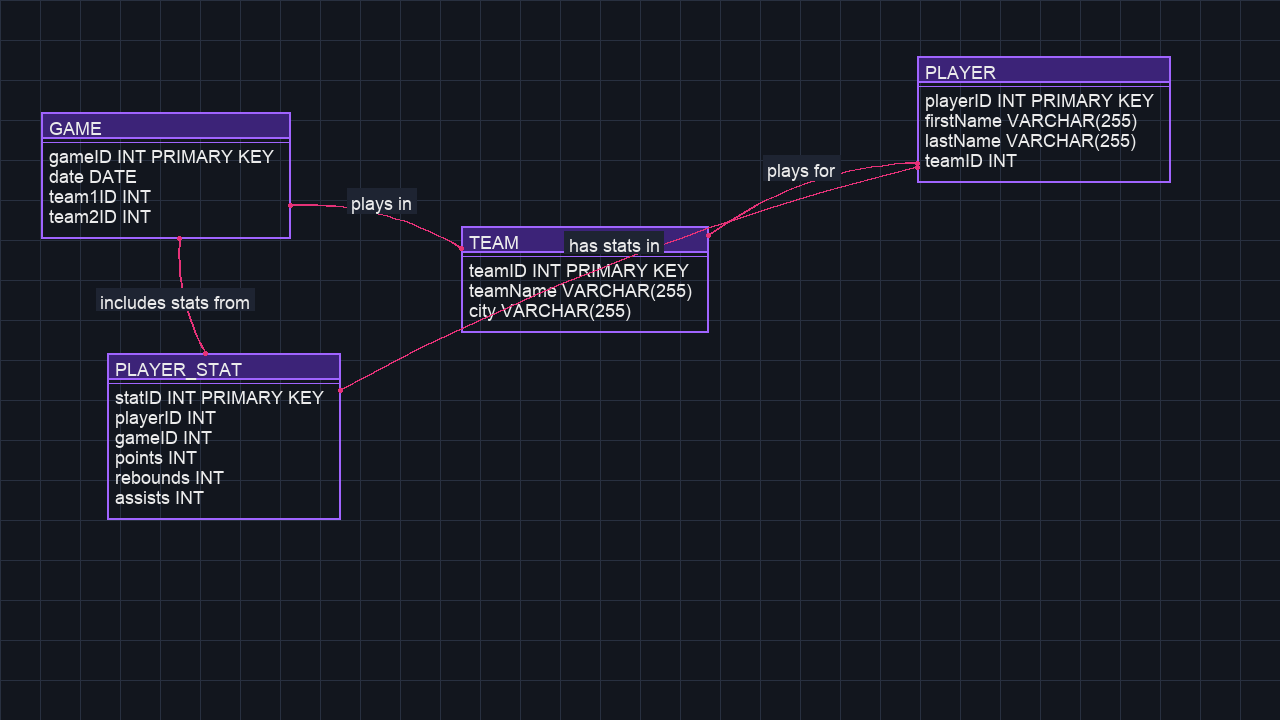 PLAYER
playerID INT PRIMARY KEY
firstName VARCHAR(255)
lastName VARCHAR(255)
teamID INT
GAME
gameID INT PRIMARY KEY
date DATE
team1ID INT
team2ID INT
plays for
plays in
TEAM
has stats in
teamID INT PRIMARY KEY
teamName VARCHAR(255)
city VARCHAR(255)
includes stats from
PLAYER_STAT
statID INT PRIMARY KEY
playerID INT
gameID INT
points INT
rebounds INT
assists INT